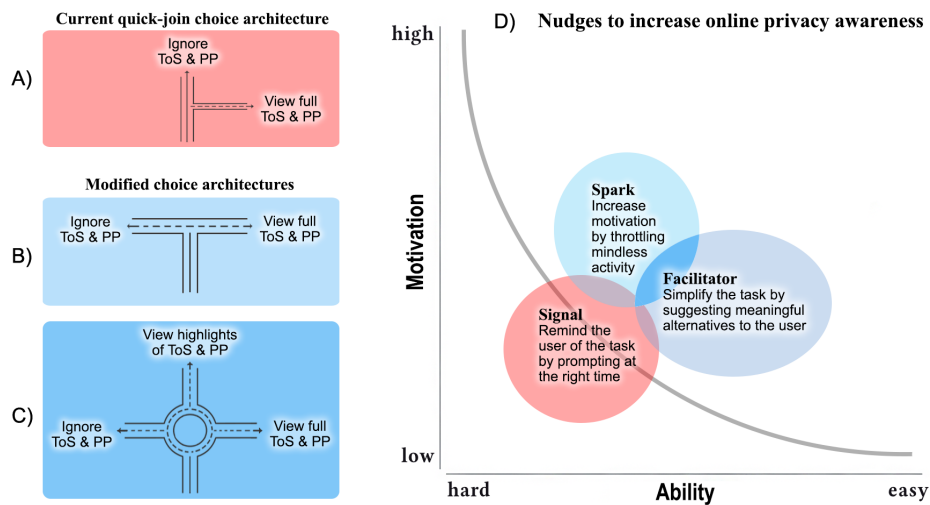 Current quick-join choice architecture
A)
Ignore
ToS & PP
View full
ToS & PP
Modified choice architectures
B)
Ignore
ToS & PP
View full
ToS & PP
C)
View highlights
of ToS & PP
Ignore
ToS & PP
View full
ToS & PP
D) Nudges to increase online privacy awareness
high
Motivation
low
hard
Ability
easy
Spark
Increase
motivation
by throttling
mindless
activity
Facilitator
Simplify the task by
suggesting meaningful
alternatives to the user
Signal
Remind the
user of the task
by prompting at
the right time